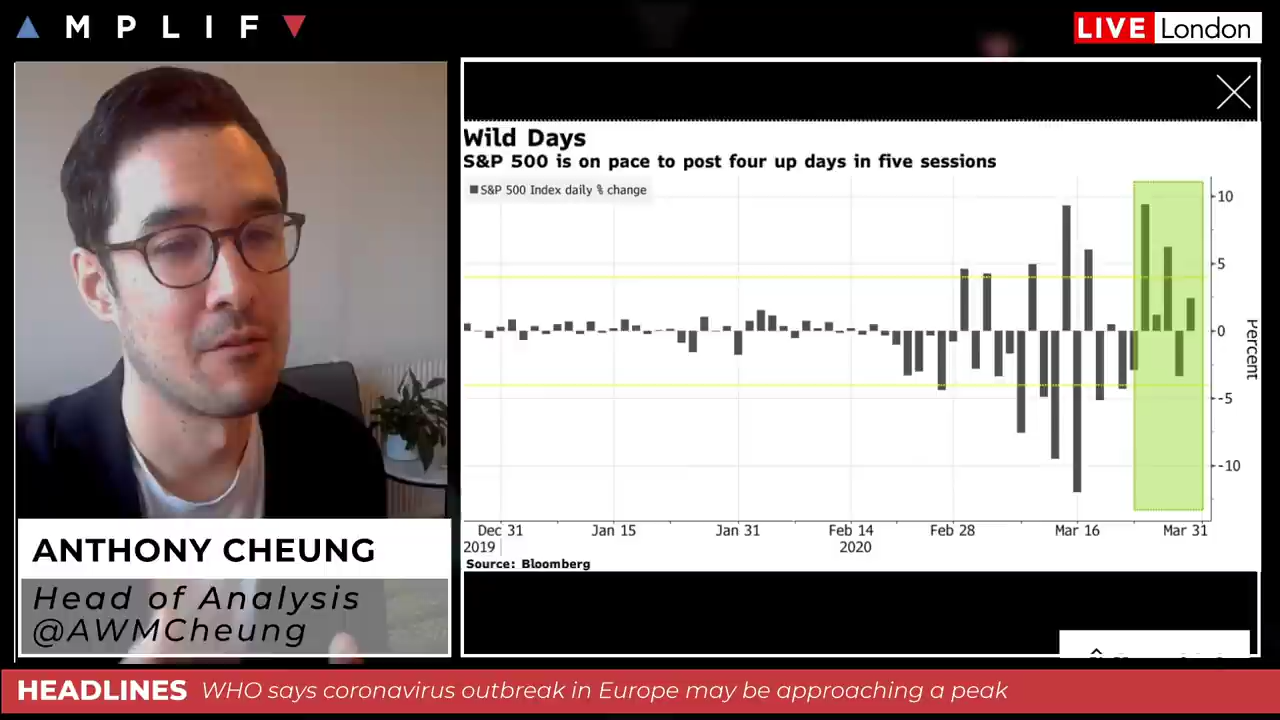 AMPLIFY
LIVE London
Wild Days
S&P 500 is on pace to post four up days in five sessions
S&P 500 Index daily % change
10
5
0
-5
-10
Percent
Dec 31
Jan 15
Jan 31
Feb 14
Feb 28
Mar 16
Mar 31
2019
2020
Source: Bloomberg
ANTHONY CHEUNG
Head of Analysis
@AWMCheung
HEADLINES WHO says coronavirus outbreak in Europe may be approaching a peak